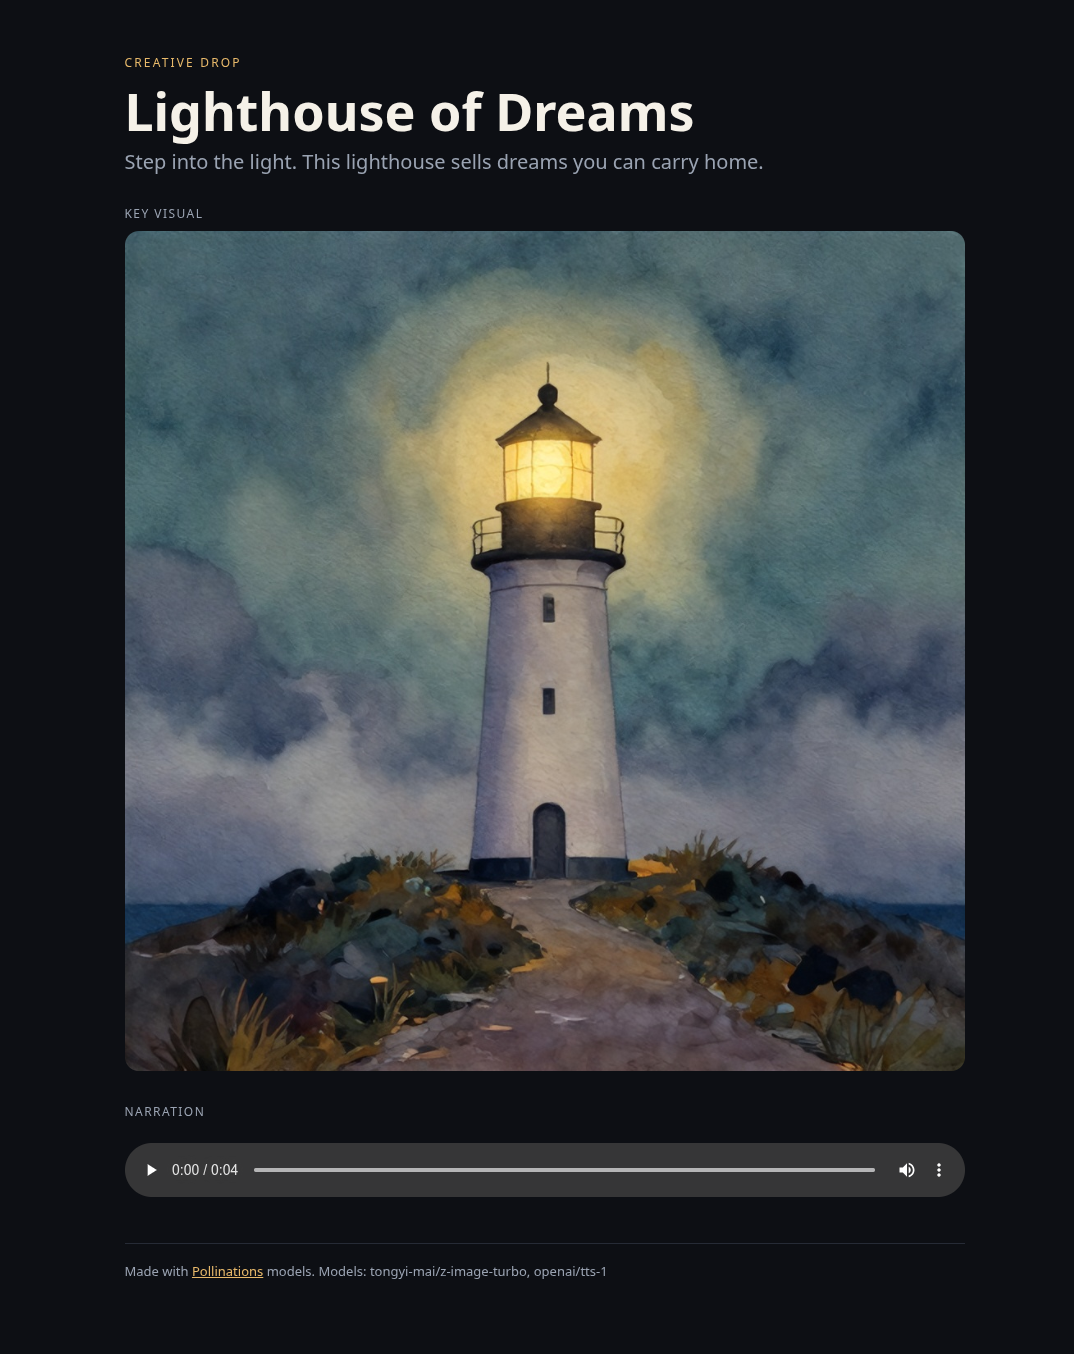 CREATIVE DROP
Lighthouse of Dreams
Step into the light. This lighthouse sells dreams you can carry home.
KEY VISUAL
NARRATION
0:00 / 0:04
Made with Pollinations models. Models: tongyi-mai/z-image-turbo, openai/tts-1